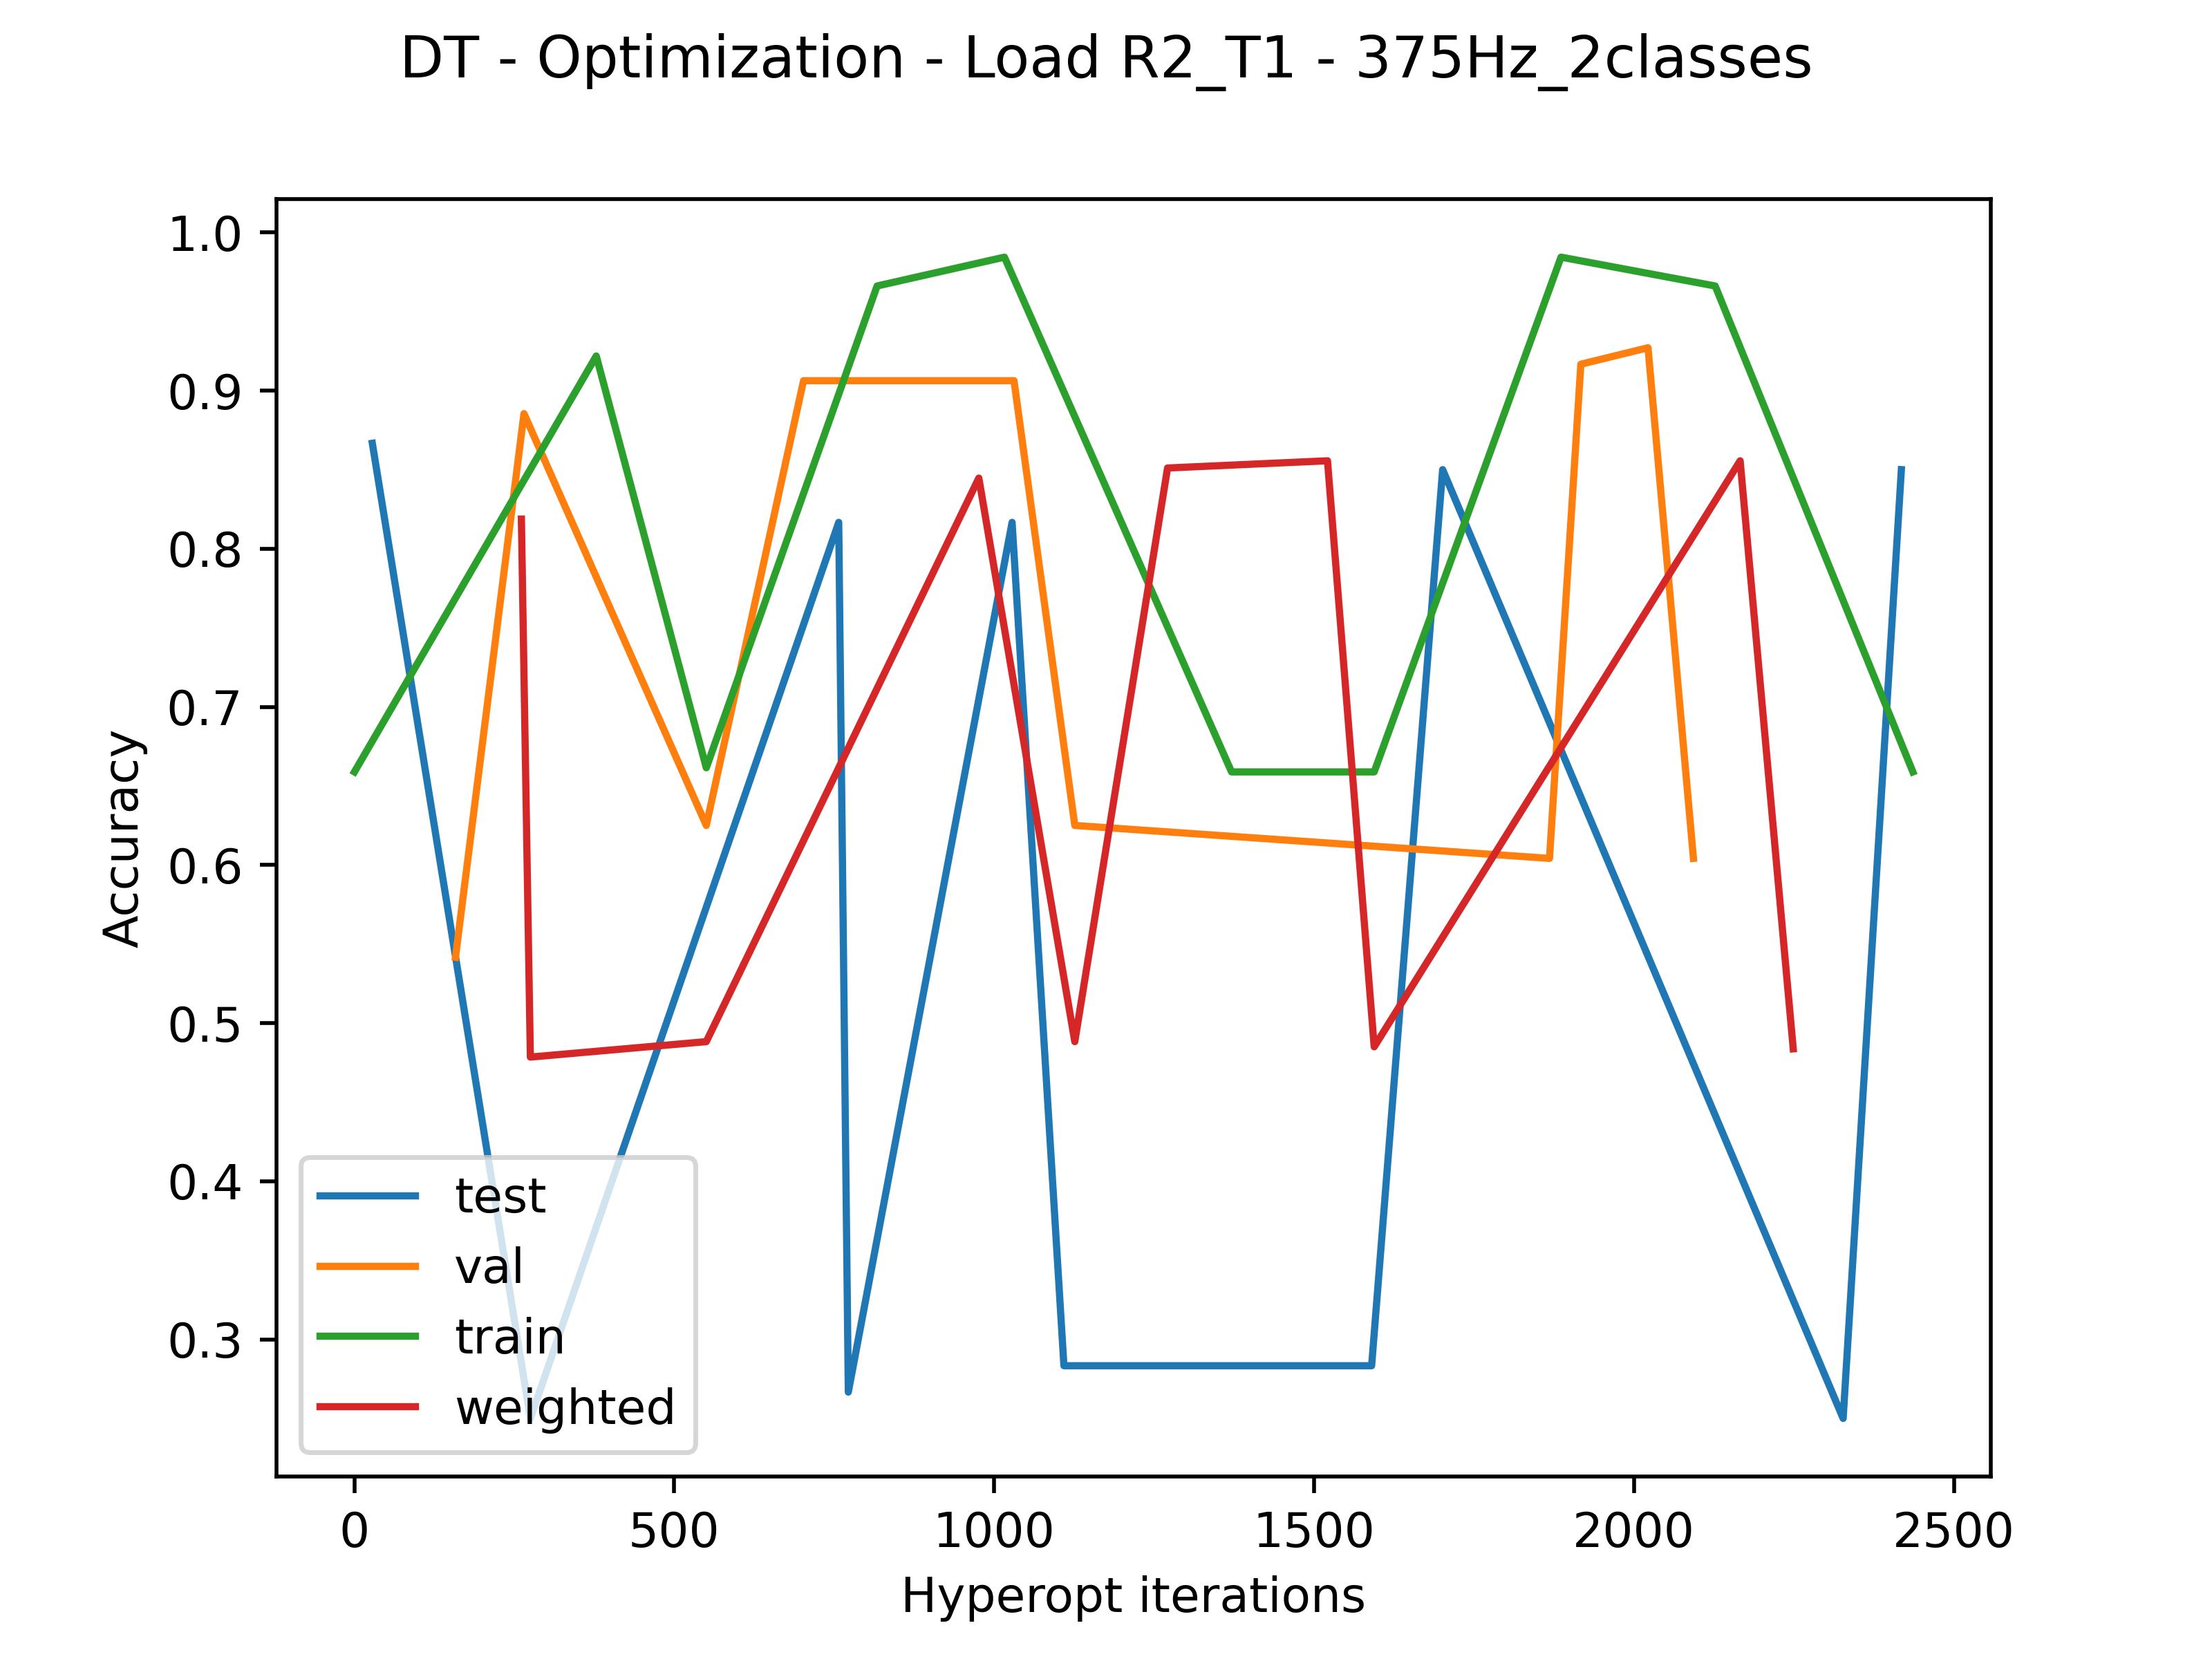 DT - Optimization - Load R2_T1 - 375Hz_2classes
1.0
0.9
0.8
0.7
0.6
0.5
0.4
0.3
Accuracy
test
val
train
weighted
0 500 1000 1500 2000 2500
Hyperopt iterations